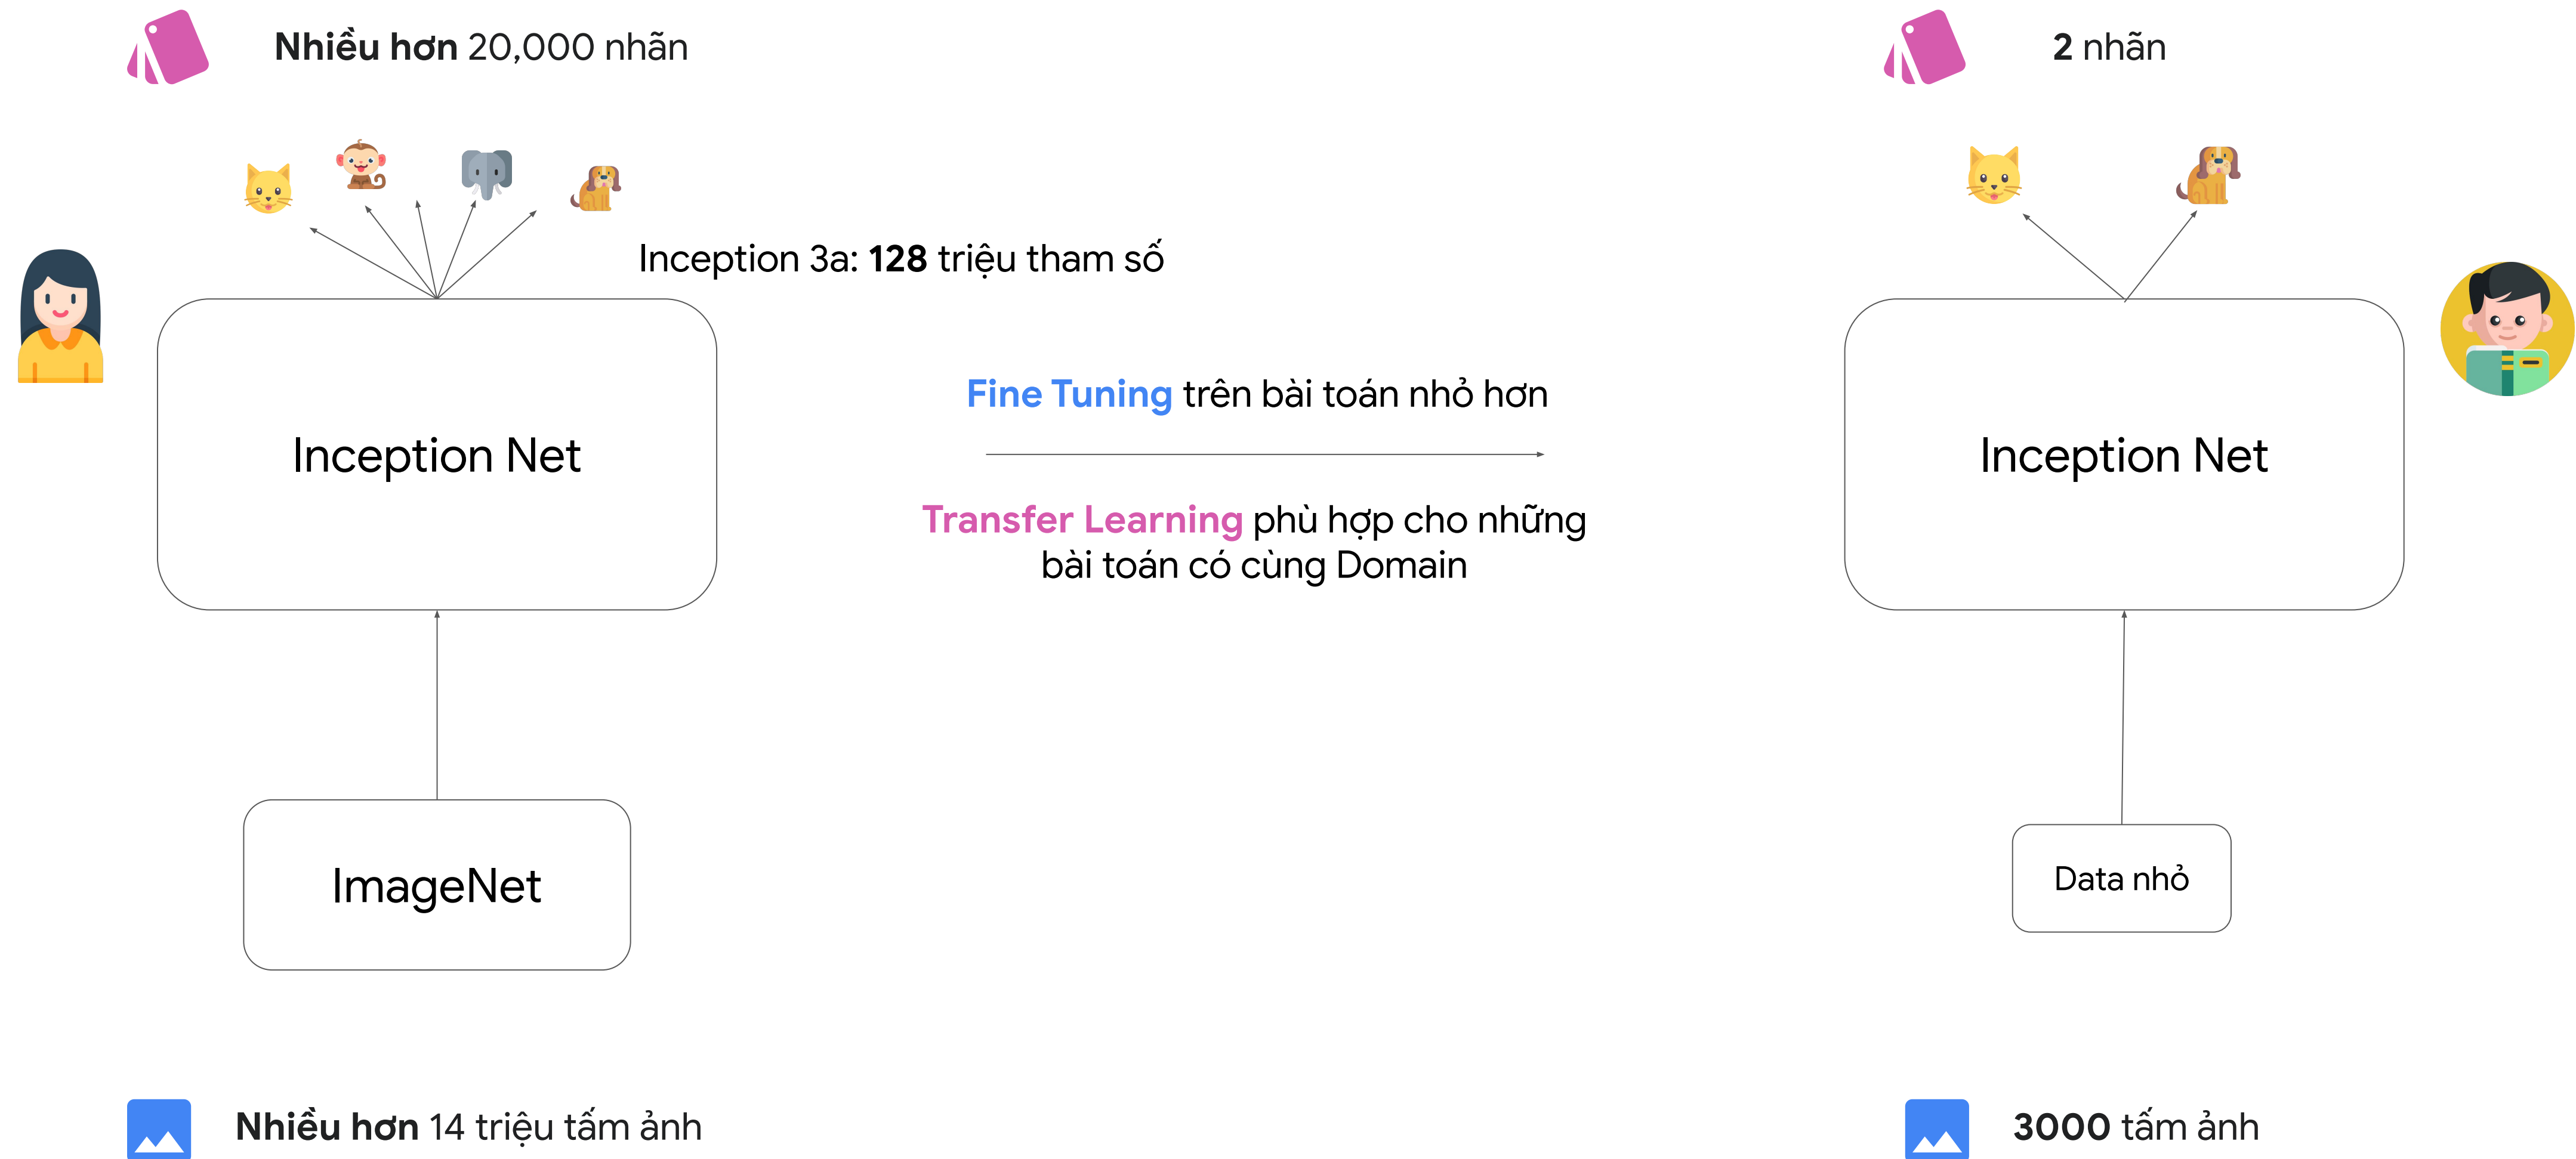 Nhiều hơn 20,000 nhãn
2 nhãn
Inception 3a: 128 triệu tham số
Inception Net
Fine Tuning trên bài toán nhỏ hơn
Transfer Learning phù hợp cho những
bài toán có cùng Domain
Inception Net
ImageNet
Data nhỏ
Nhiều hơn 14 triệu tấm ảnh
3000 tấm ảnh